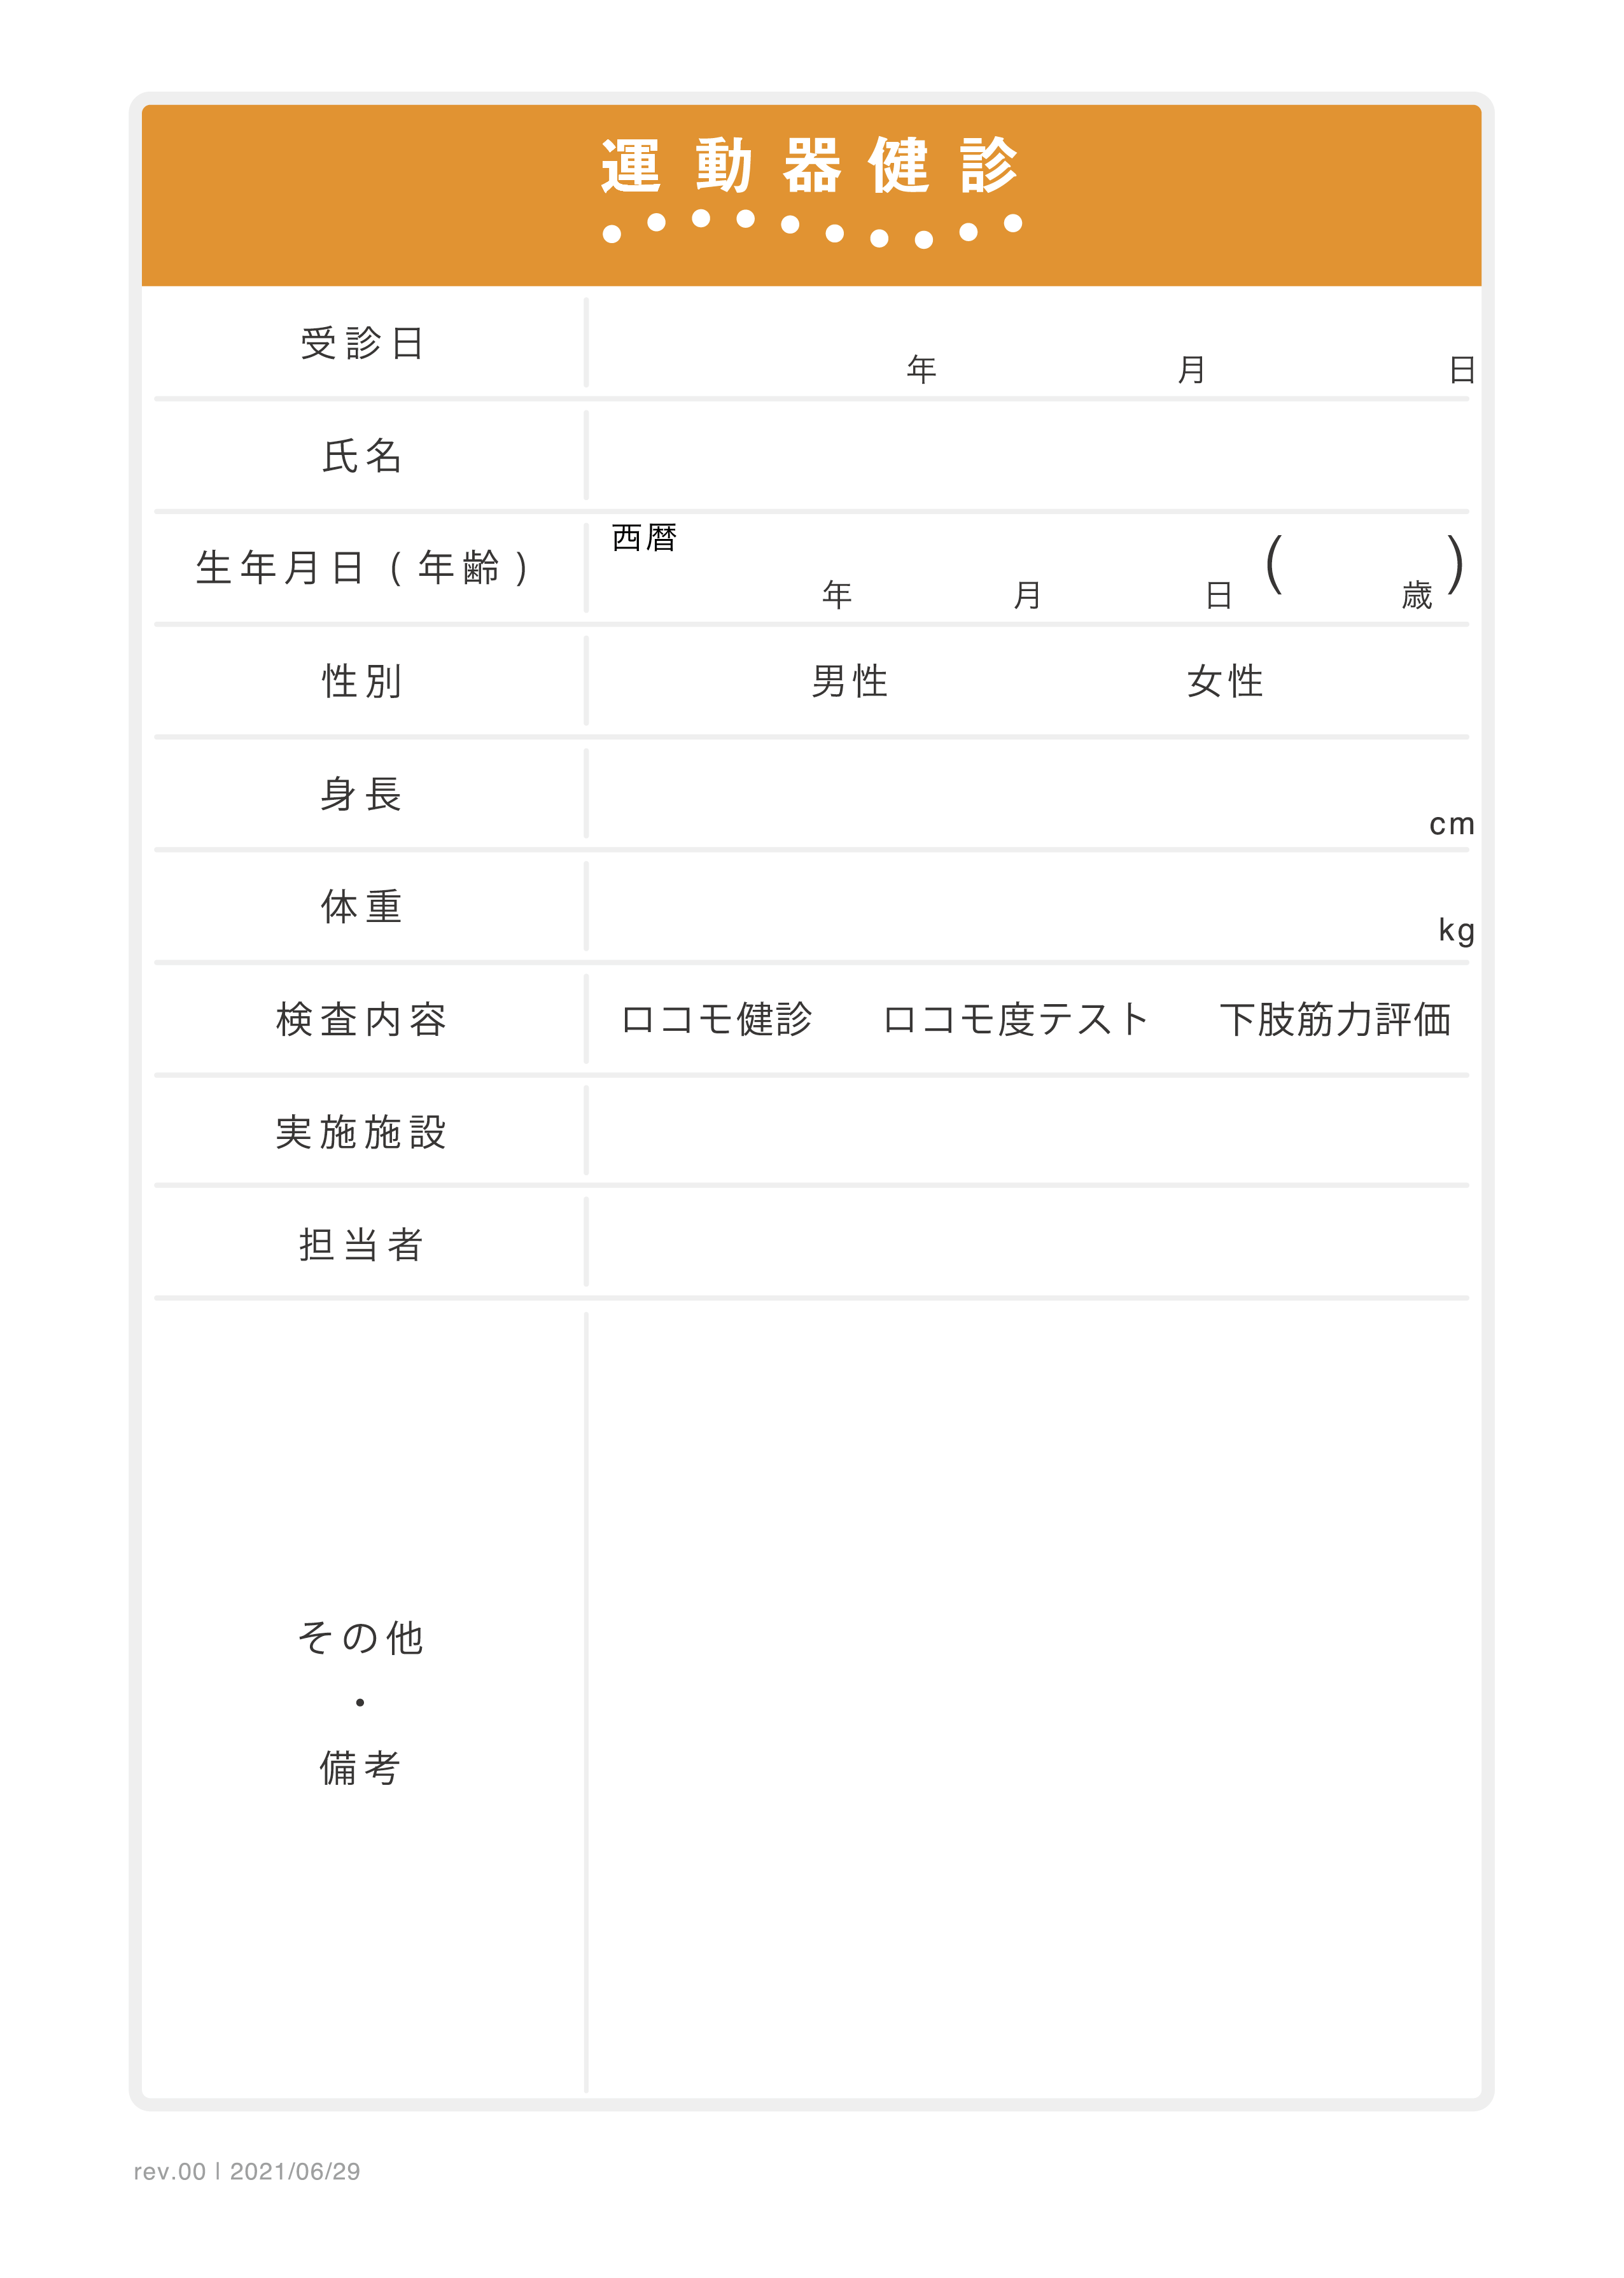 運動器健診
受診日 年 月 日
氏名
生年月日(年齢) 西暦 年 月 日 ( 歳 )
性別 男性 女性
身長 cm
体重 kg
検査内容 ロコモ健診 ロコモ度テスト 下肢筋力評価
実施施設
担当者
その他
・
備考
rev.00 | 2021/06/29